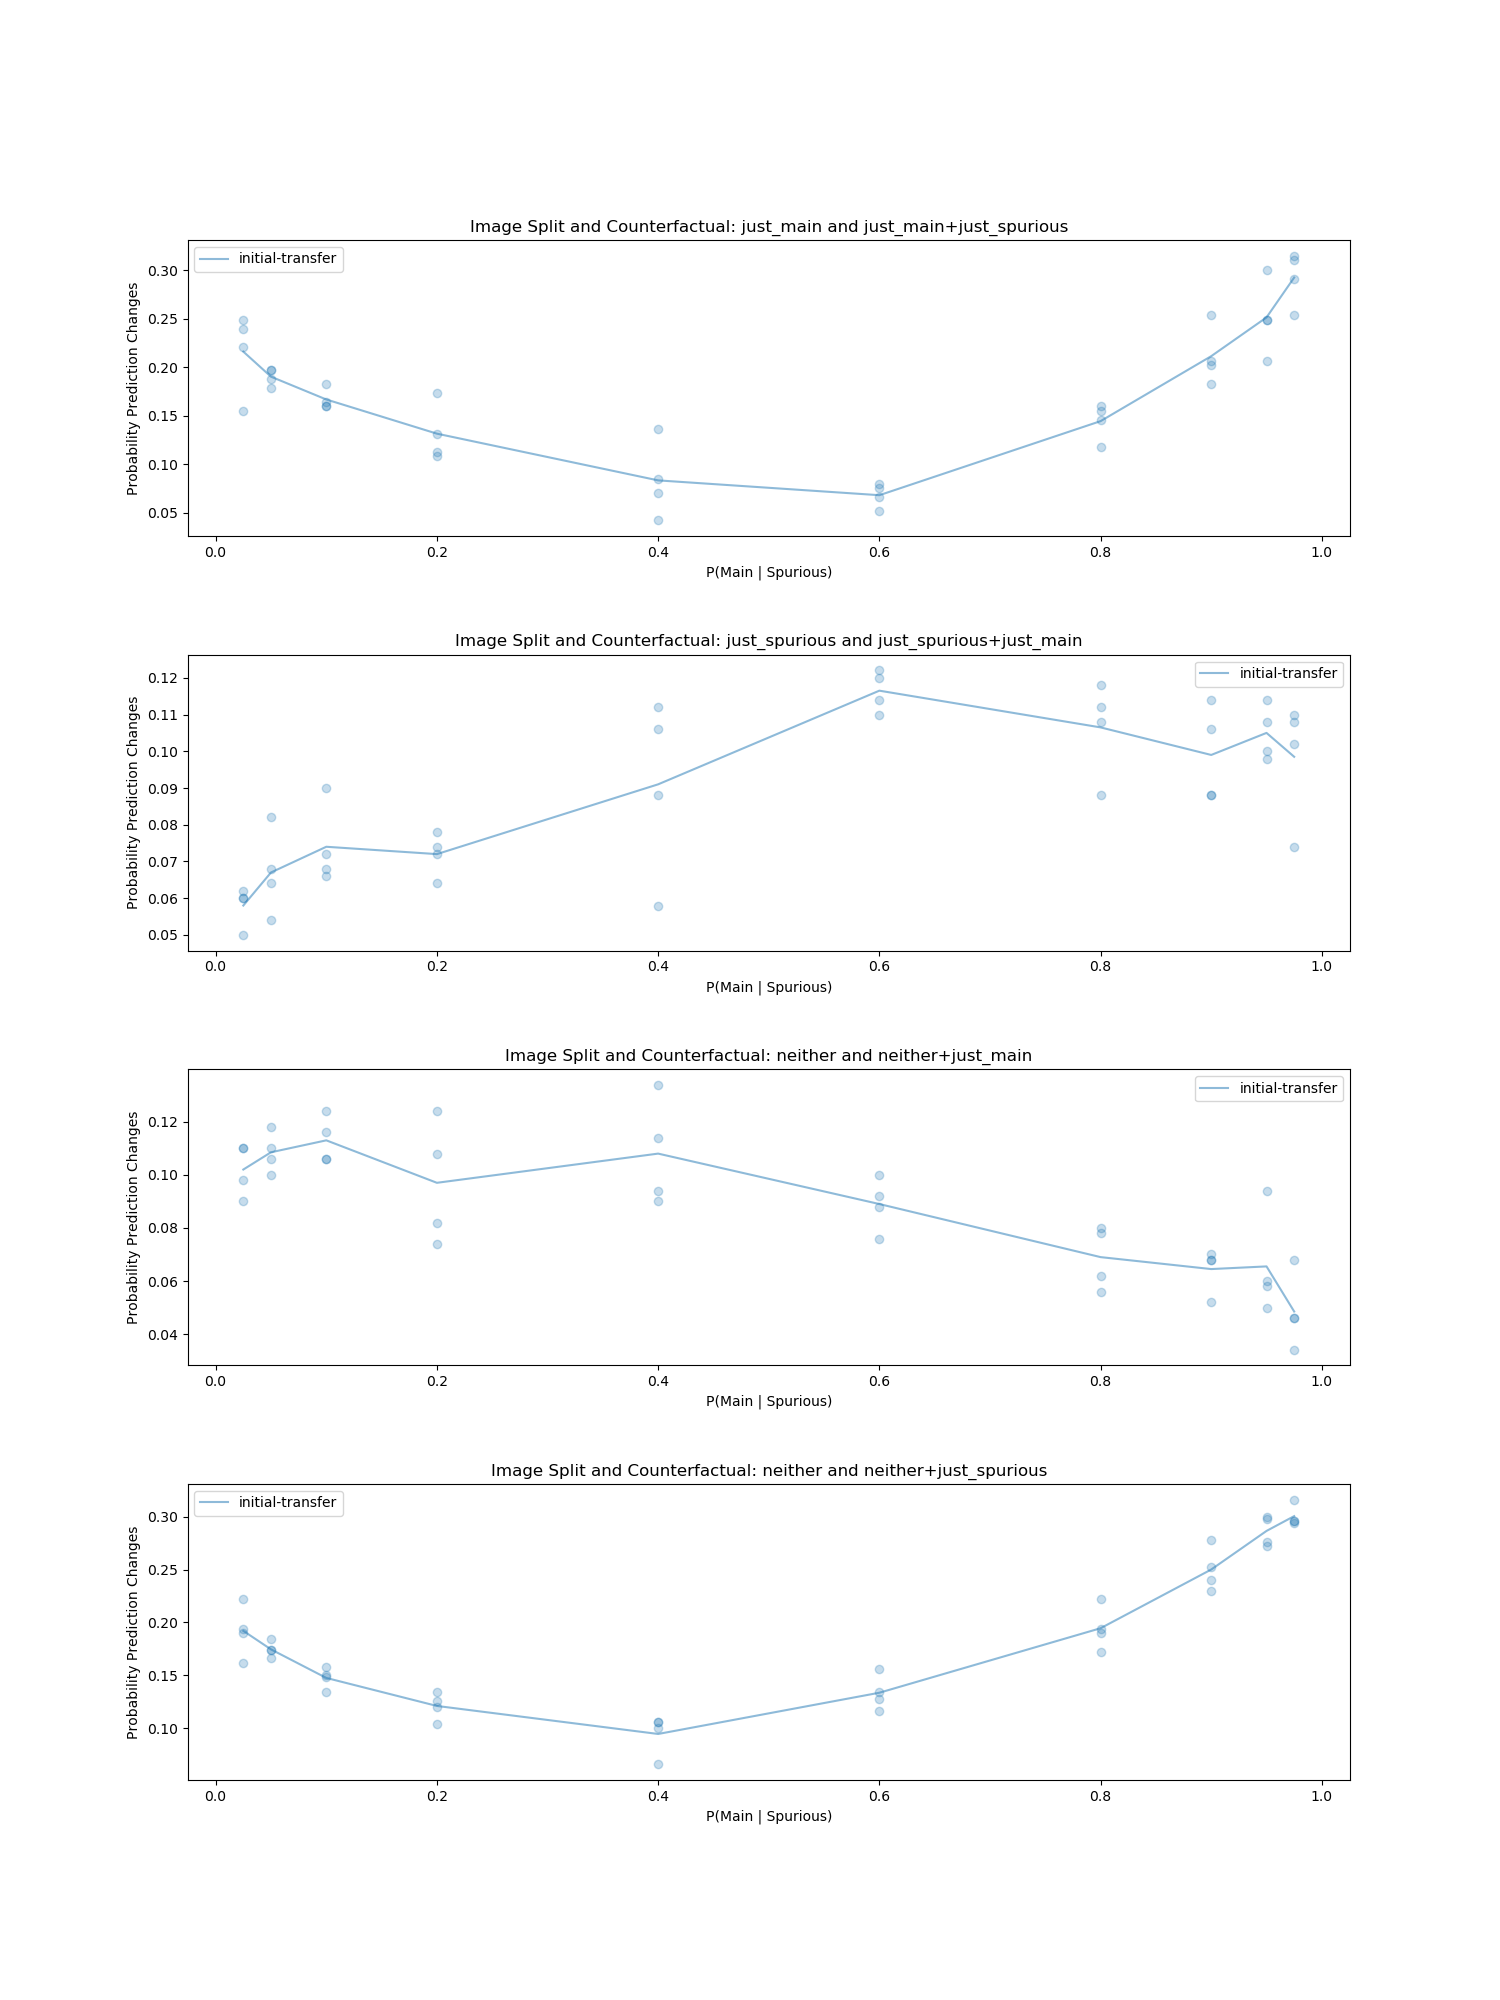 Image Split and Counterfactual: just_main and just_main+just_spurious
initial-transfer
Probability Prediction Changes
0.30
0.25
0.20
0.15
0.10
0.05
0.0 0.2 0.4 0.6 0.8 1.0
P(Main | Spurious)
Image Split and Counterfactual: just_spurious and just_spurious+just_main
initial-transfer
Probability Prediction Changes
0.12
0.11
0.10
0.09
0.08
0.07
0.06
0.05
0.0 0.2 0.4 0.6 0.8 1.0
P(Main | Spurious)
Image Split and Counterfactual: neither and neither+just_main
initial-transfer
Probability Prediction Changes
0.12
0.10
0.08
0.06
0.04
0.0 0.2 0.4 0.6 0.8 1.0
P(Main | Spurious)
Image Split and Counterfactual: neither and neither+just_spurious
initial-transfer
Probability Prediction Changes
0.30
0.25
0.20
0.15
0.10
0.0 0.2 0.4 0.6 0.8 1.0
P(Main | Spurious)